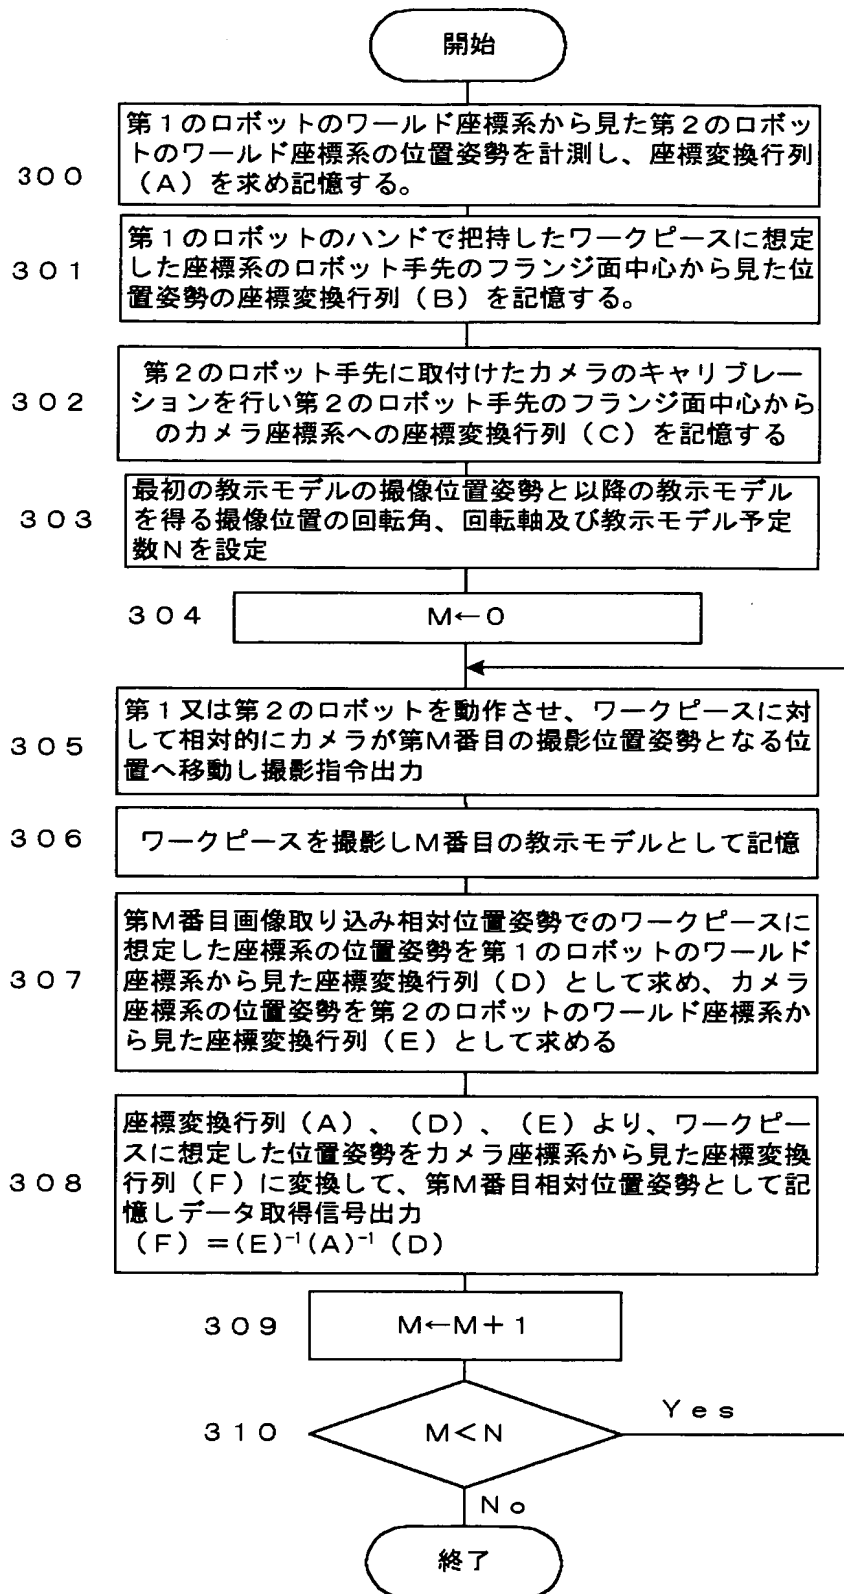 開始
第1のロボットのワールド座標系から見た第2のロボッ
トのワールド座標系の位置姿勢を計測し、座標変換行列
(A)を求め記憶する。
300
第1のロボットのハンドで把持したワークピースに想定
した座標系のロボット手先のフランジ面中心から見た位
置姿勢の座標変換行列(B)を記憶する。
301
第2のロボット手先に取付けたカメラのキャリブレー
ションを行い第2のロボット手先のフランジ面中心から
のカメラ座標系への座標変換行列(C)を記憶する
302
最初の教示モデルの撮像位置姿勢と以降の教示モデル
を得る撮像位置の回転角、回転軸及び教示モデル予定
数Nを設定
303
304
M←0
第1又は第2のロボットを動作させ、ワークピースに対
して相対的にカメラが第M番目の撮影位置姿勢となる位
置へ移動し撮影指令出力
305
306
ワークピースを撮影しM番目の教示モデルとして記憶
第M番目画像取り込み相対位置姿勢でのワークピースに
想定した座標系の位置姿勢を第1のロボットのワールド
座標系から見た座標変換行列(D)として求め、カメラ
座標系の位置姿勢を第2のロボットのワールド座標系か
ら見た座標変換行列(E)として求める
307
座標変換行列(A)、(D)、(E)より、ワークピー
スに想定した位置姿勢をカメラ座標系から見た座標変換
行列(F)に変換して、第M番目相対位置姿勢として記
憶しデータ取得信号出力
(F)=(E)⁻¹(A)⁻¹(D)
308
309
M←M+1
310
M<N
Yes
No
終了